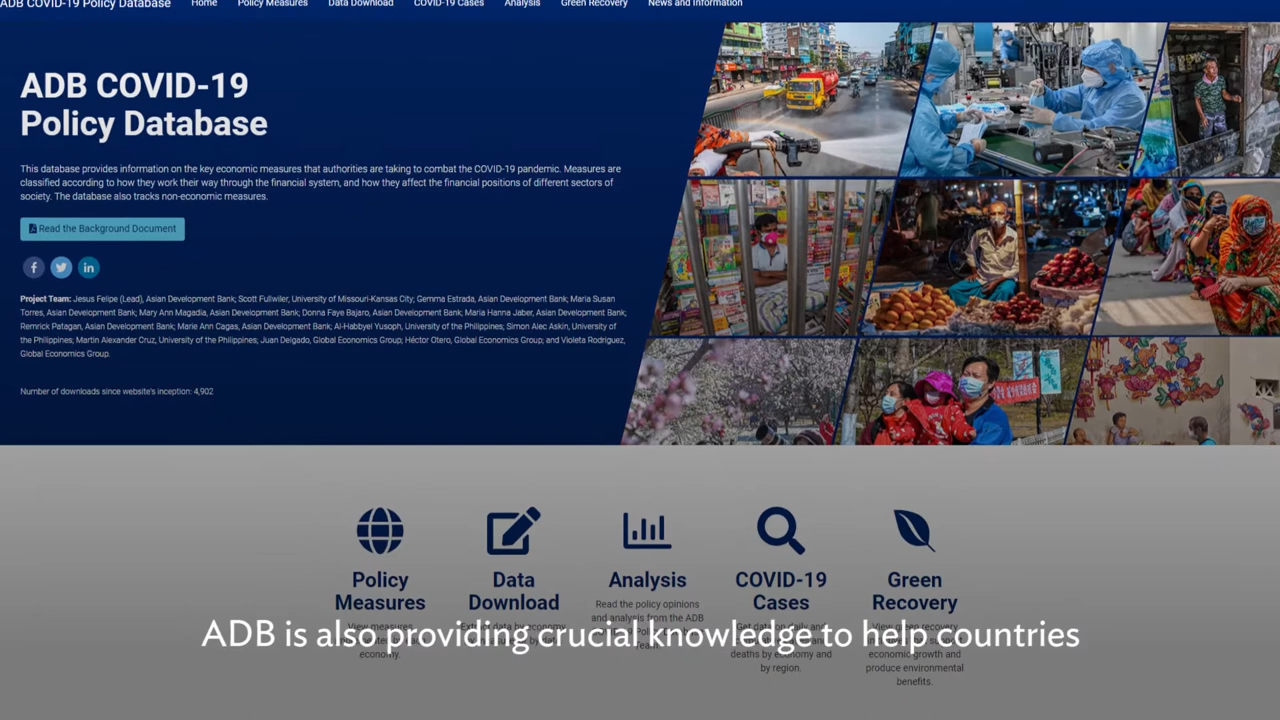 ADB COVID-19 Policy Database
Home
Policy Measures
Data Download
COVID-19 Cases
Analysis
Green Recovery
News and Information
ADB COVID-19
Policy Database
This database provides information on the key economic measures that authorities are taking to combat the COVID-19 pandemic. Measures are
classified according to how they work their way through the financial system, and how they affect the financial positions of different sectors of
society. The database also tracks non-economic measures.
Read the Background Document
Project Team: Jesus Felipe (Lead), Asian Development Bank; Scott Fullwiler, University of Missouri-Kansas City; Gemma Estrada, Asian Development Bank; Maria Susan
Torres, Asian Development Bank; Mary Ann Magadia, Asian Development Bank; Donna Faye Bajaro, Asian Development Bank; Maria Hanna Jaber, Asian Development Bank;
Remrick Patagan, Asian Development Bank; Marie Ann Cagas, Asian Development Bank; Al-Habbyel Yusoph, University of the Philippines; Simon Alec Askin, University of
the Philippines; Martin Alexander Cruz, University of the Philippines; Juan Delgado, Global Economics Group; Héctor Otero, Global Economics Group; and Violeta Rodriguez,
Global Economics Group.
Number of downloads since website's inception: 4,902
Policy
Measures
View measures
economy.
Data
Download
Analysis
Read the policy opinions
and analysis from the ADB
COVID-19
Cases
deaths by economy and
by region.
Green
Recovery
economic growth and
produce environmental
benefits.
ADB is also providing crucial knowledge to help countries